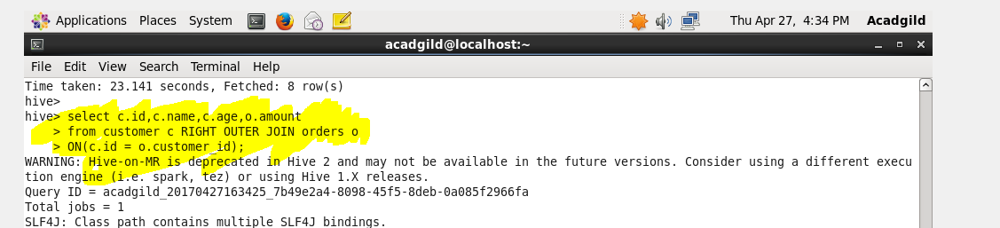 Applications Places System Thu Apr 27, 4:34 PM Acadgild
acadgild@localhost:~
File Edit View Search Terminal Help
Time taken: 23.141 seconds, Fetched: 8 row(s)
hive>
hive> select c.id,c.name,c.age,o.amount
    > from customer c RIGHT OUTER JOIN orders o
    > ON(c.id = o.customer_id);
WARNING: Hive-on-MR is deprecated in Hive 2 and may not be available in the future versions. Consider using a different execu
tion engine (i.e. spark, tez) or using Hive 1.X releases.
Query ID = acadgild_20170427163425_7b49e2a4-8098-45f5-8deb-0a085f2966fa
Total jobs = 1
SLF4J: Class path contains multiple SLF4J bindings.